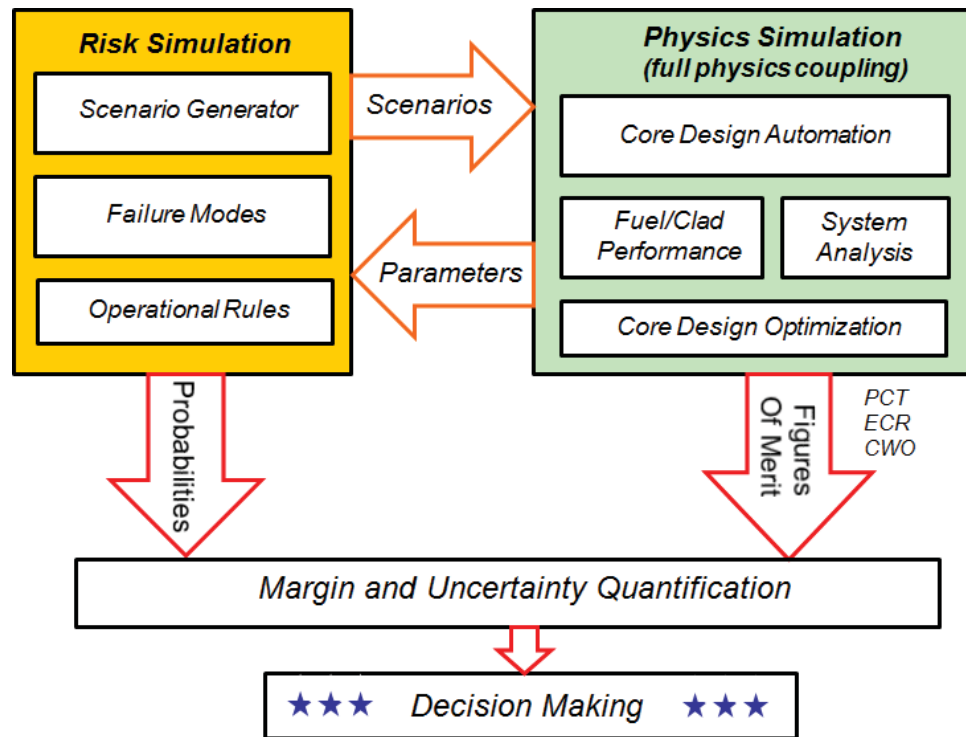 Risk Simulation
Scenario Generator
Failure Modes
Operational Rules
Scenarios
Parameters
Physics Simulation
(full physics coupling)
Core Design Automation
Fuel/Clad
Performance
System
Analysis
Core Design Optimization
Probabilities
Figures
Of Merit
PCT
ECR
CWO
Margin and Uncertainty Quantification
Decision Making